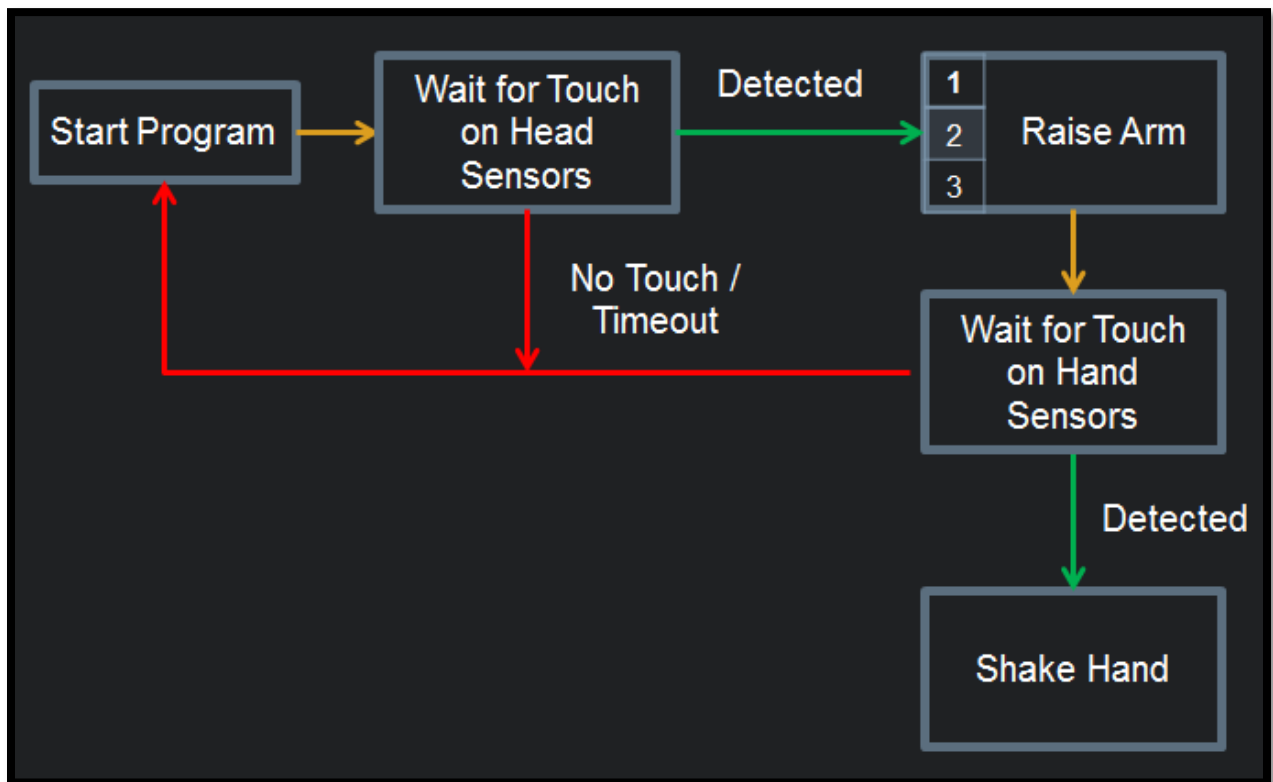 Start Program
Wait for Touch
on Head
Sensors
Detected
1
2
3
Raise Arm
No Touch /
Timeout
Wait for Touch
on Hand
Sensors
Detected
Shake Hand